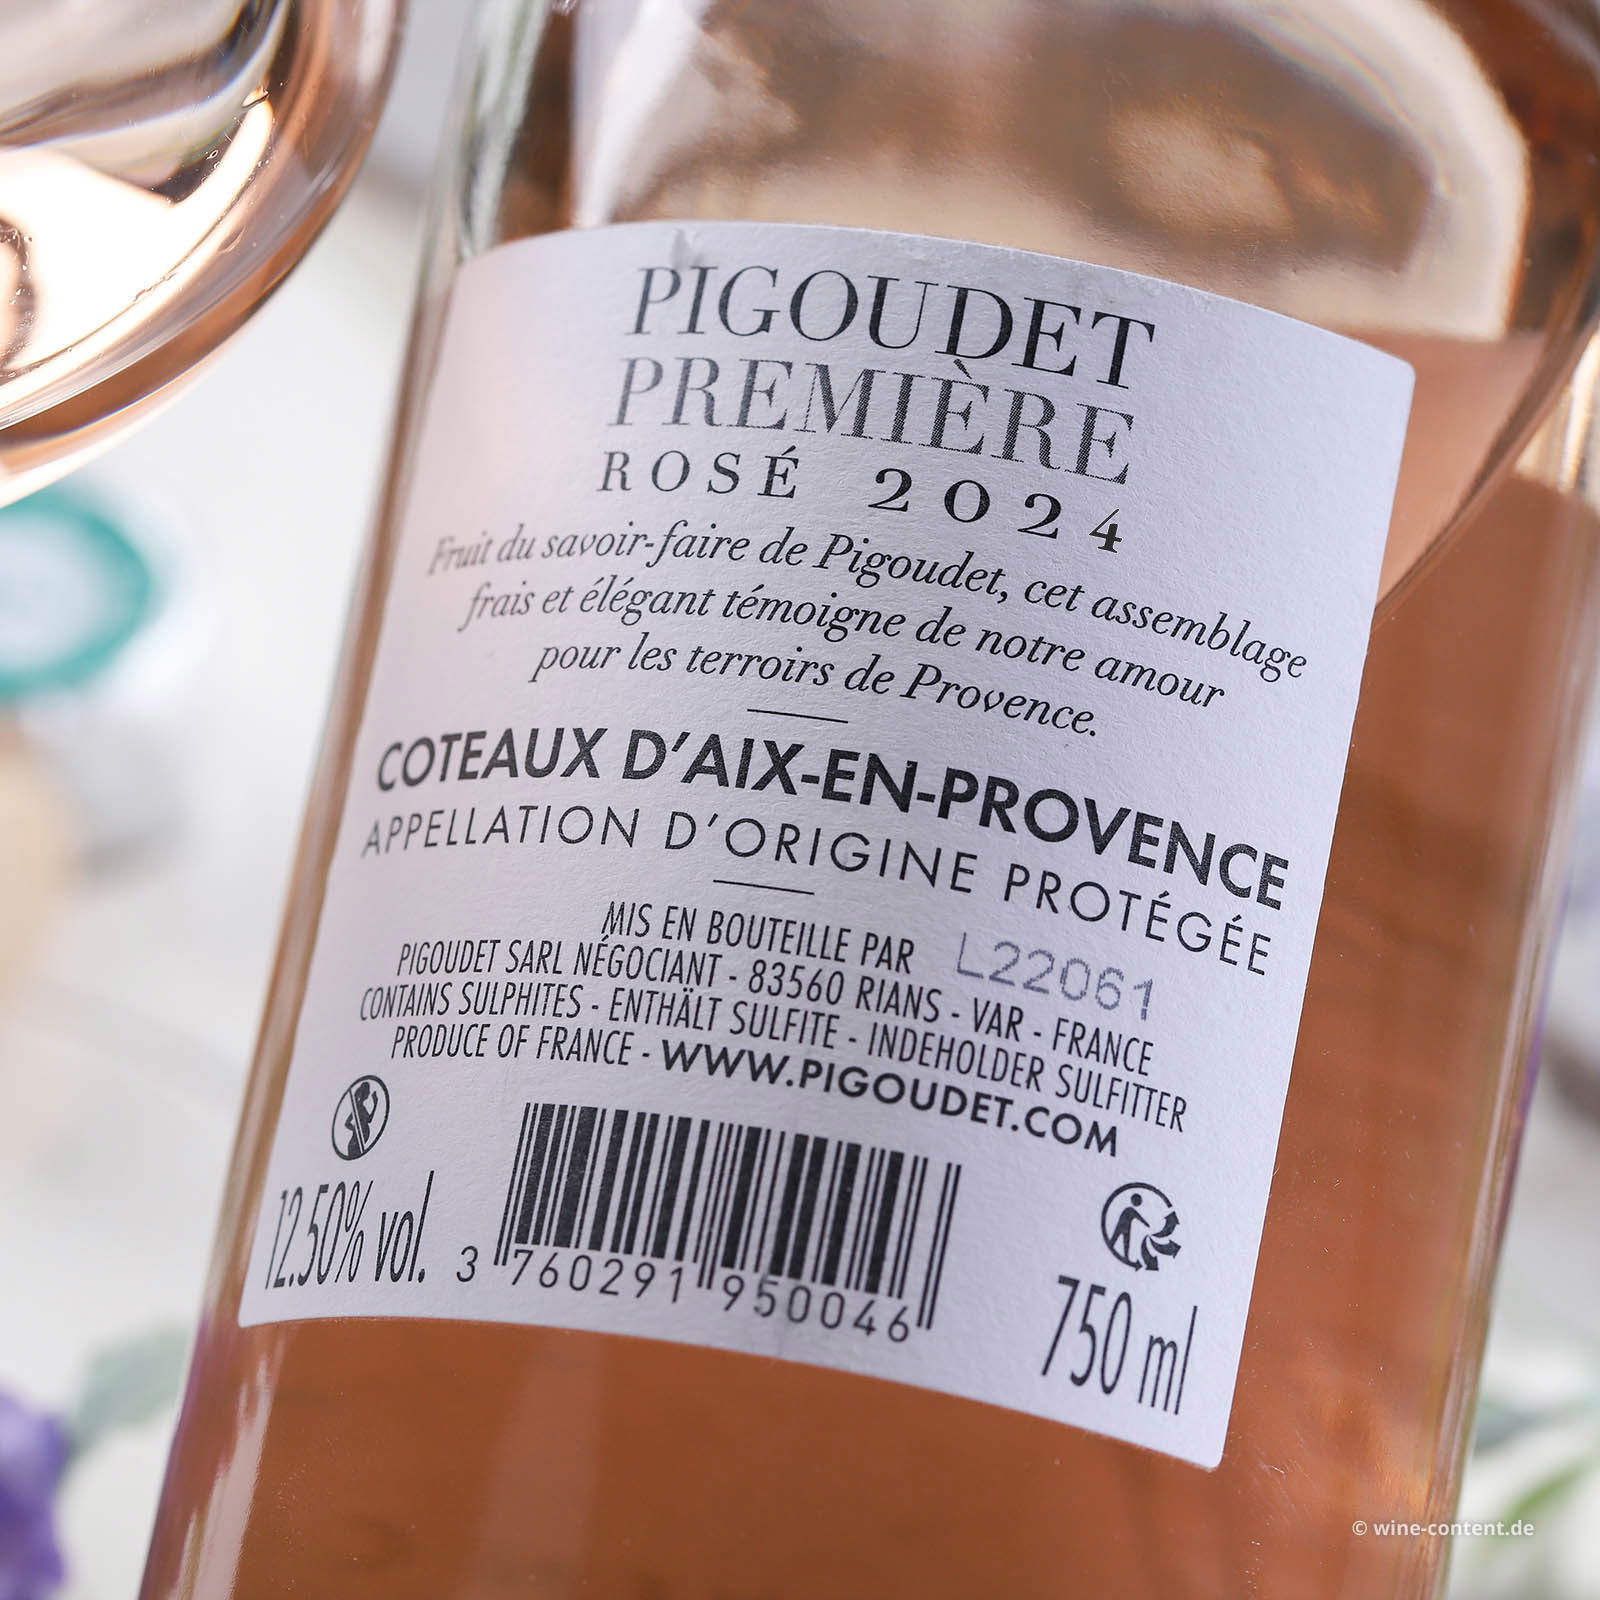 PIGOUDET
PREMIÈRE
ROSÉ 2024
Fruit du savoir-faire de Pigoudet, cet assemblage
frais et élégant témoigne de notre amour
pour les terroirs de Provence.
COTEAUX D'AIX-EN-PROVENCE
APPELLATION D'ORIGINE PROTÉGÉE
MIS EN BOUTEILLE PAR L22061
PIGOUDET SARL NÉGOCIANT - 83560 RIANS - VAR - FRANCE
CONTAINS SULPHITES - ENTHÄLT SULFITE - INDEHOLDER SULFITTER
PRODUCE OF FRANCE - WWW.PIGOUDET.COM
12.50% vol.
3 760291 950046
750 ml
© wine-content.de